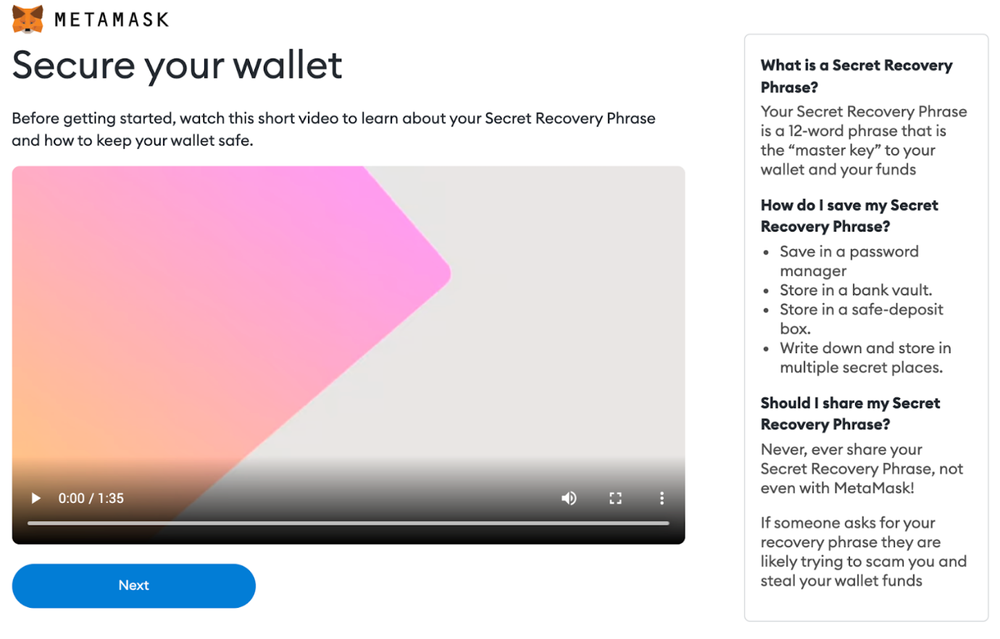 METAMASK
Secure your wallet
Before getting started, watch this short video to learn about your Secret Recovery Phrase
and how to keep your wallet safe.
0:00 / 1:35
Next
What is a Secret Recovery
Phrase?
Your Secret Recovery Phrase
is a 12-word phrase that is
the “master key” to your
wallet and your funds
How do I save my Secret
Recovery Phrase?
• Save in a password
manager
• Store in a bank vault.
• Store in a safe-deposit
box.
• Write down and store in
multiple secret places.
Should I share my Secret
Recovery Phrase?
Never, ever share your
Secret Recovery Phrase, not
even with MetaMask!
If someone asks for your
recovery phrase they are
likely trying to scam you and
steal your wallet funds